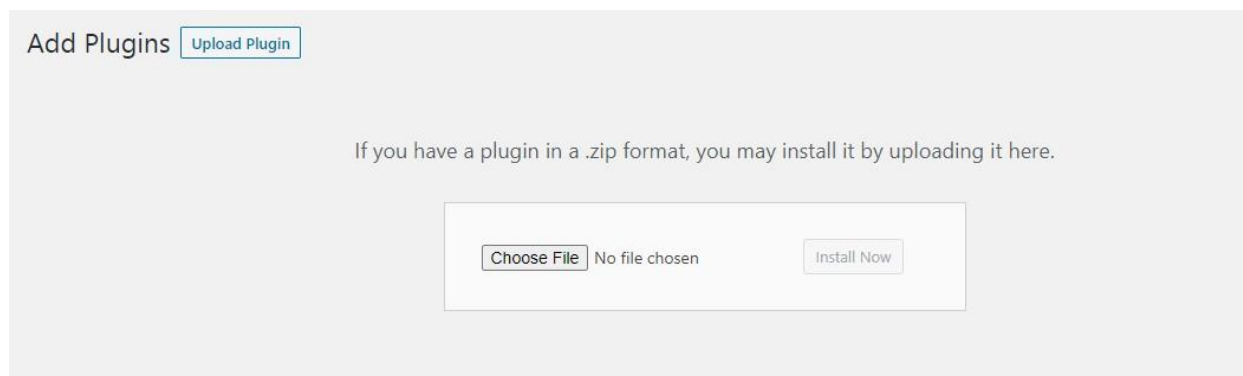 Add Plugins Upload Plugin
If you have a plugin in a .zip format, you may install it by uploading it here.
Choose File No file chosen Install Now